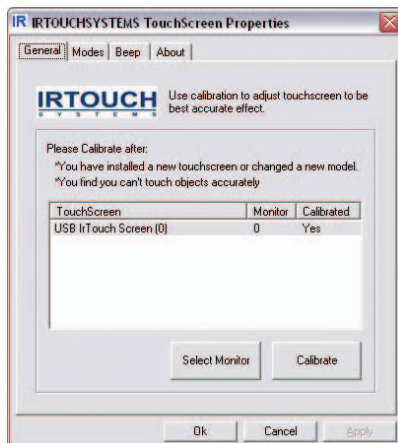 IR IRTOUCHSYSTEMS TouchScreen Properties
General Modes Beep About
IRTOUCH
SYSTEMS
Use calibration to adjust touchscreen to be
best accurate effect.
Please Calibrate after:
*You have installed a new touchscreen or changed a new model.
*You find you can't touch objects accurately
TouchScreen Monitor Calibrated
USB IrTouch Screen (0) 0 Yes
Select Monitor Calibrate
Ok Cancel Apply